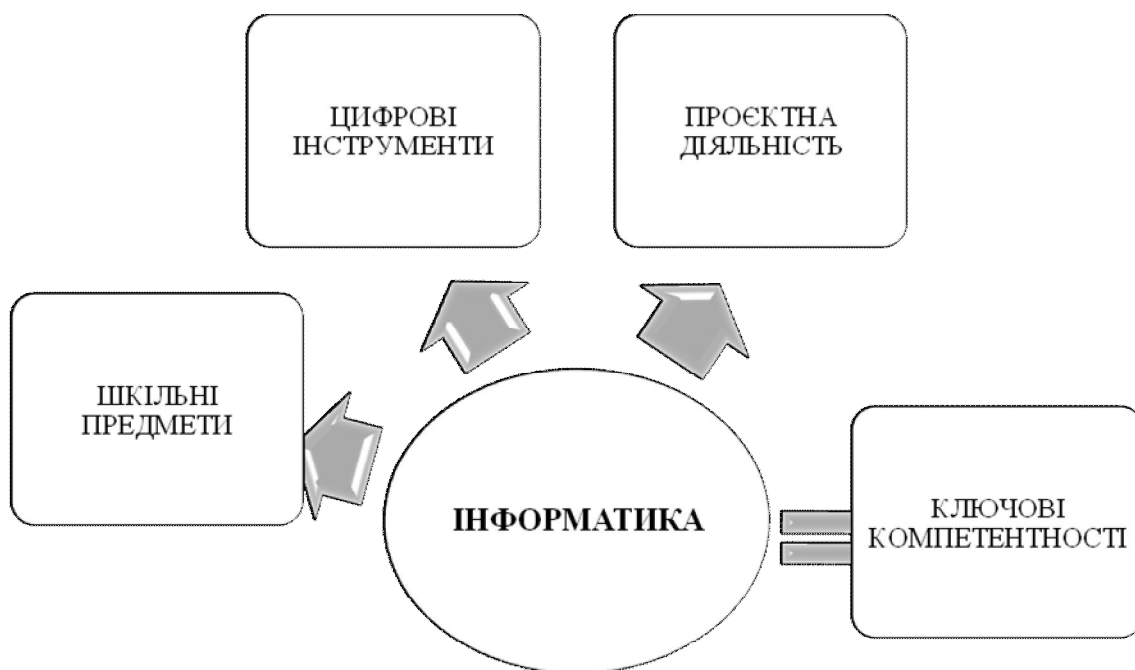 ЦИФРОВІ
ІНСТРУМЕНТИ
ПРОЄКТНА
ДІЯЛЬНІСТЬ
ШКІЛЬНІ
ПРЕДМЕТИ
ІНФОРМАТИКА
КЛЮЧОВІ
КОМПЕТЕНТНОСТІ